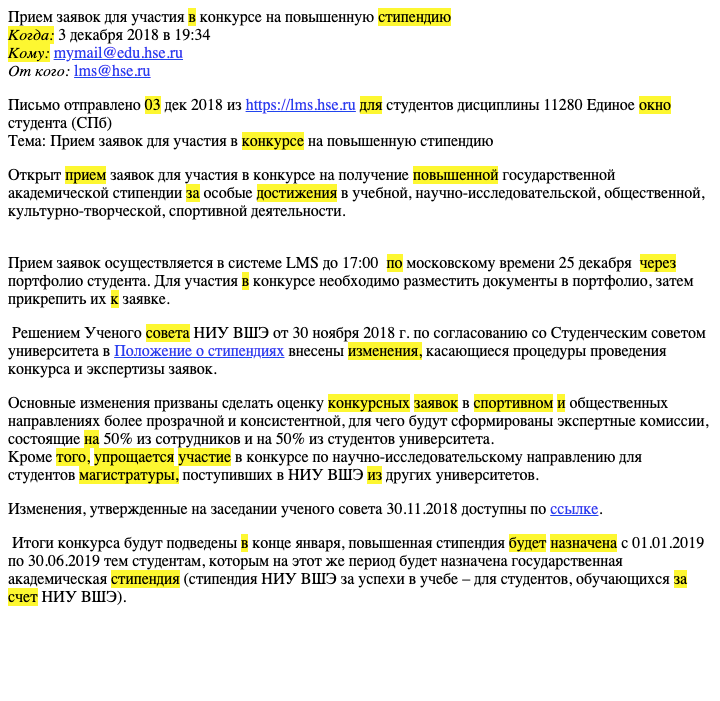 Прием заявок для участия в конкурсе на повышенную стипендию
Когда: 3 декабря 2018 в 19:34
Кому: mymail@edu.hse.ru
От кого: lms@hse.ru
Письмо отправлено 03 дек 2018 из https://lms.hse.ru для студентов дисциплины 11280 Единое окно
студента (СПб)
Тема: Прием заявок для участия в конкурсе на повышенную стипендию
Открыт прием заявок для участия в конкурсе на получение повышенной государственной
академической стипендии за особые достижения в учебной, научно-исследовательской, общественной,
культурно-творческой, спортивной деятельности.
Прием заявок осуществляется в системе LMS до 17:00 по московскому времени 25 декабря через
портфолио студента. Для участия в конкурсе необходимо разместить документы в портфолио, затем
прикрепить их к заявке.
Решением Ученого совета НИУ ВШЭ от 30 ноября 2018 г. по согласованию со Студенческим советом
университета в Положение о стипендиях внесены изменения, касающиеся процедуры проведения
конкурса и экспертизы заявок.
Основные изменения призваны сделать оценку конкурсных заявок в спортивном и общественных
направлениях более прозрачной и консистентной, для чего будут сформированы экспертные комиссии,
состоящие на 50% из сотрудников и на 50% из студентов университета.
Кроме того, упрощается участие в конкурсе по научно-исследовательскому направлению для
студентов магистратуры, поступивших в НИУ ВШЭ из других университетов.
Изменения, утвержденные на заседании ученого совета 30.11.2018 доступны по ссылке.
Итоги конкурса будут подведены в конце января, повышенная стипендия будет назначена с 01.01.2019
по 30.06.2019 тем студентам, которым на этот же период будет назначена государственная
академическая стипендия (стипендия НИУ ВШЭ за успехи в учебе – для студентов, обучающихся за
счет НИУ ВШЭ).